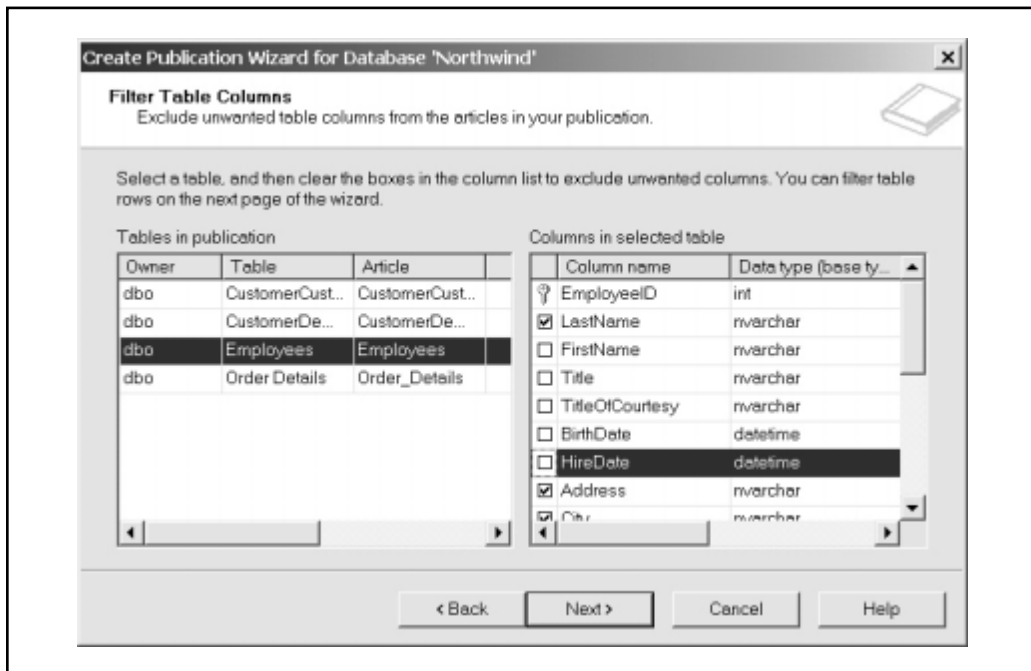 Create Publication Wizard for Database 'Northwind'
Filter Table Columns
Exclude unwanted table columns from the articles in your publication.
Select a table, and then clear the boxes in the column list to exclude unwanted columns. You can filter table
rows on the next page of the wizard.
Tables in publication
Owner Table Article
dbo CustomerCust... CustomerCust...
dbo CustomerDe... CustomerDe...
dbo Employees Employees
dbo Order Details Order_Details
Columns in selected table
Column name Data type (base ty...
EmployeeID int
LastName nvarchar
FirstName nvarchar
Title nvarchar
TitleOfCourtesy nvarchar
BirthDate datetime
HireDate datetime
Address nvarchar
City nvarchar
< Back Next > Cancel Help